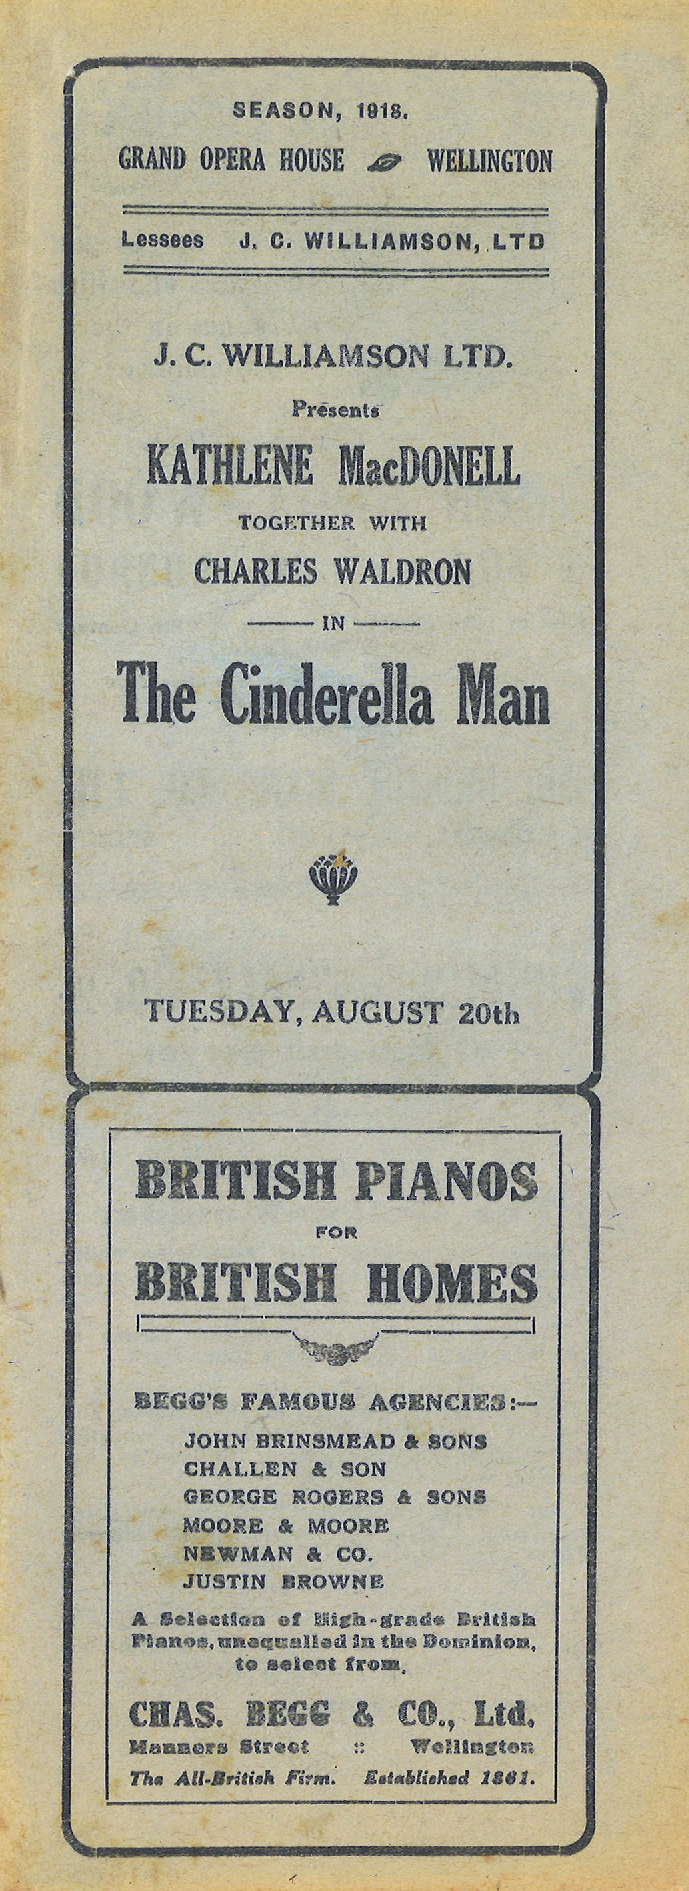 SEASON, 1918.
GRAND OPERA HOUSE WELLINGTON
Lessees J. C. WILLIAMSON, LTD
J. C. WILLIAMSON LTD.
Presents
KATHLENE MacDONELL
TOGETHER WITH
CHARLES WALDRON
IN
The Cinderella Man
TUESDAY, AUGUST 20th
BRITISH PIANOS
FOR
BRITISH HOMES
BEGG'S FAMOUS AGENCIES:—
JOHN BRINSMEAD & SONS
CHALLEN & SON
GEORGE ROGERS & SONS
MOORE & MOORE
NEWMAN & CO.
JUSTIN BROWNE
A Selection of High-grade British
Pianos, unequalled in the Dominion,
to select from.
CHAS. BEGG & CO., Ltd.
Manners Street :: Wellington
The All-British Firm. Established 1861.